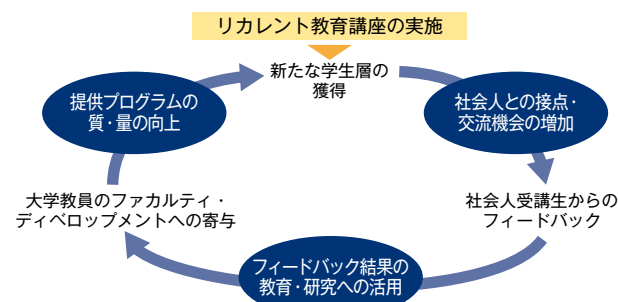 リカレント教育講座の実施
新たな学生層の
獲得
社会人との接点・
交流機会の増加
社会人受講生からの
フィードバック
フィードバック結果の
教育・研究への活用
大学教員のファカルティ・
ディベロップメントへの寄与
提供プログラムの
質・量の向上